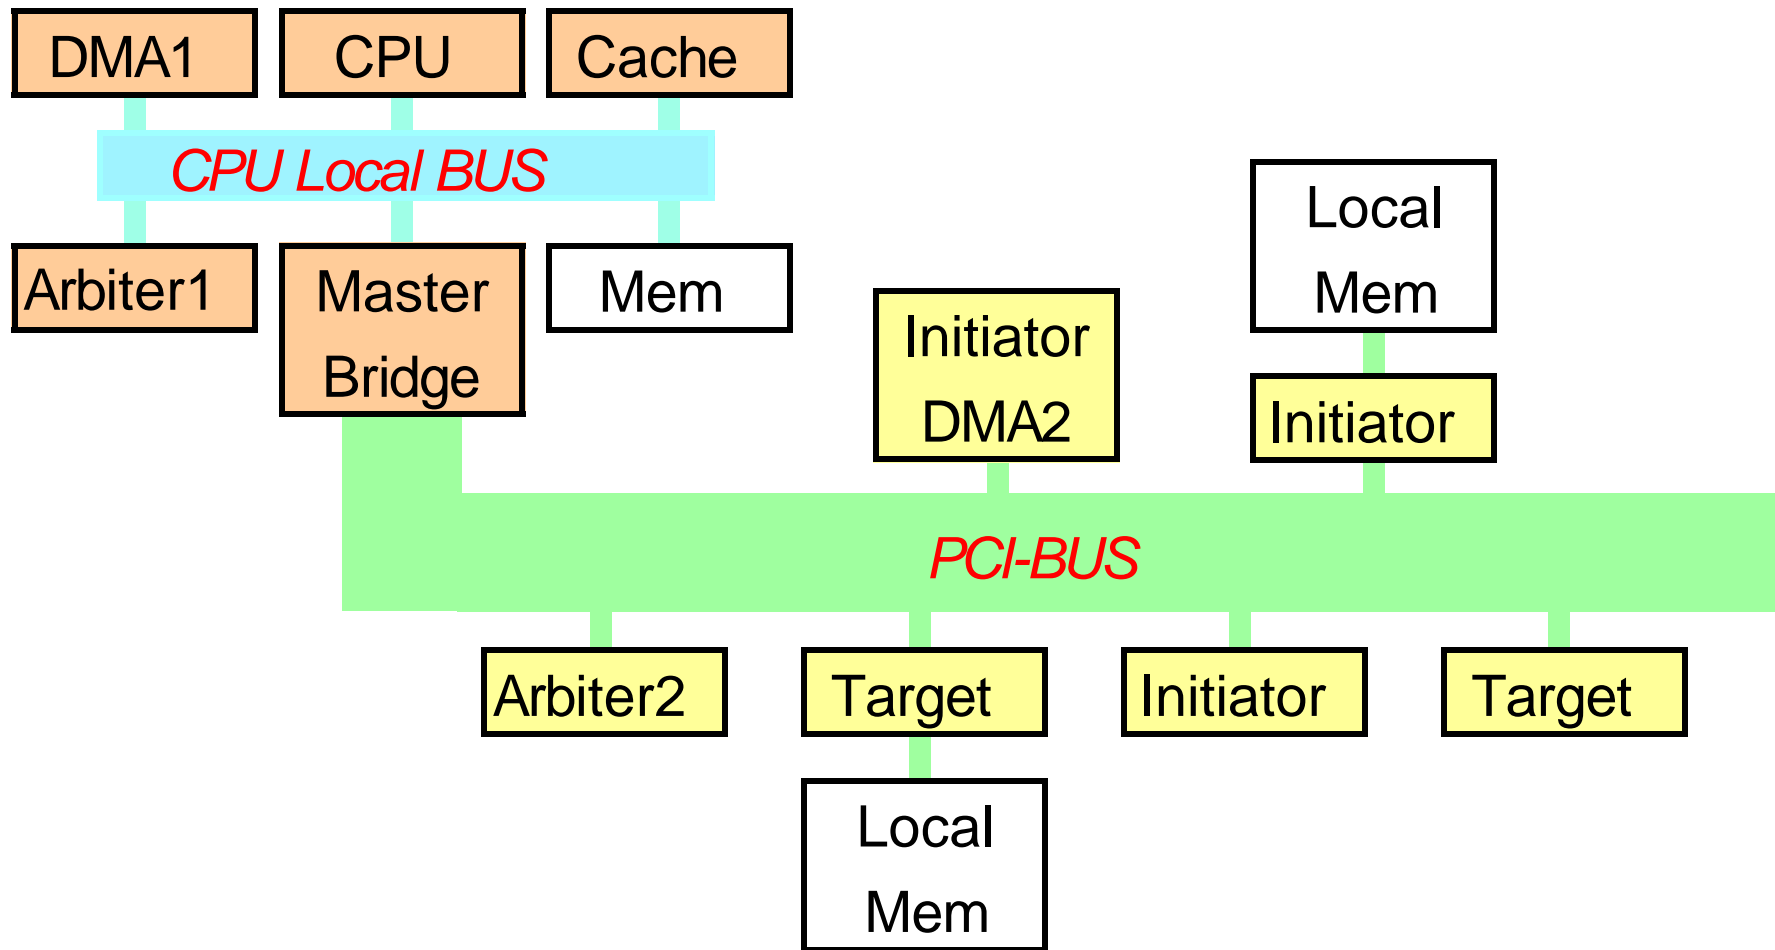 DMA1
CPU
Cache
CPU Local BUS
Arbiter1
Master
Bridge
Mem
Initiator
DMA2
Local
Mem
Initiator
PCI-BUS
Arbiter2
Target
Initiator
Target
Local
Mem